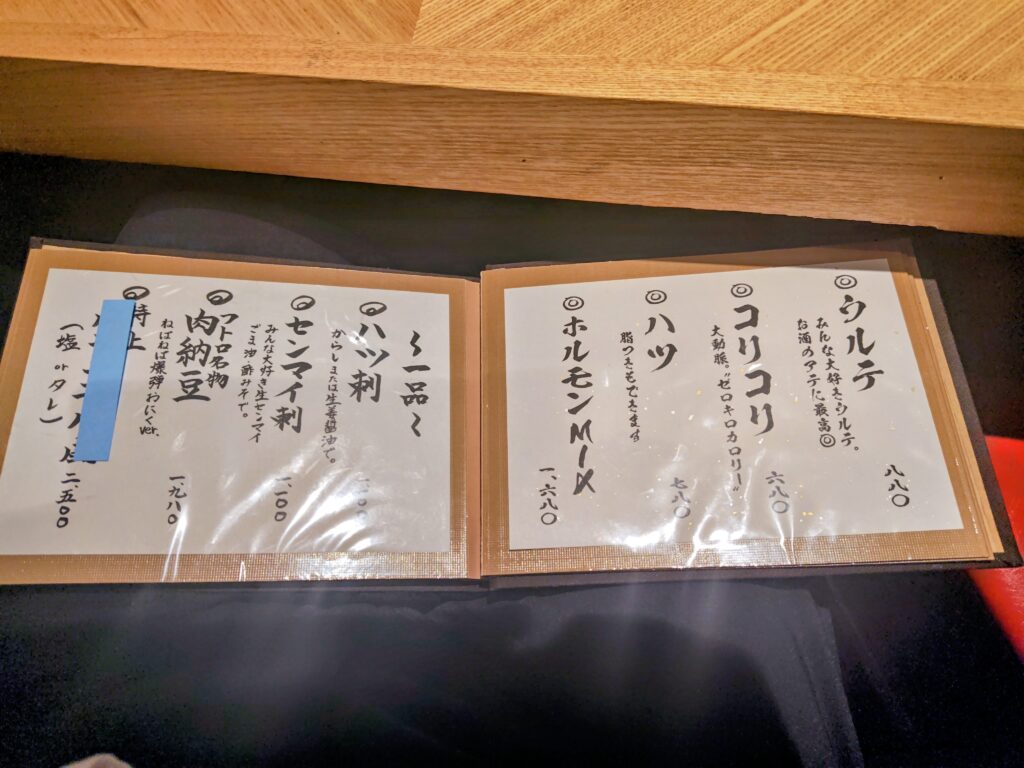 ◎ウルテ
みんな大好きウルテ。
お酒のアテに最高◎
八八〇
◎コリコリ
大動脈。〝ゼロキロカロリー〟
六八〇
◎ハツ
脂つきもできます
七八〇
◎ホルモンMIX
一、六八〇
〜一品〜
◎ハツ刺
からしまたは生姜醤油で。
◎センマイ刺
みんな大好き生センマイ
ごま油・酢みそで。
一、一〇〇
◎ワトロ名物
肉納豆
ねばねば爆弾おにくver.
一九八〇
特上
(塩 or タレ)
二、五〇〇